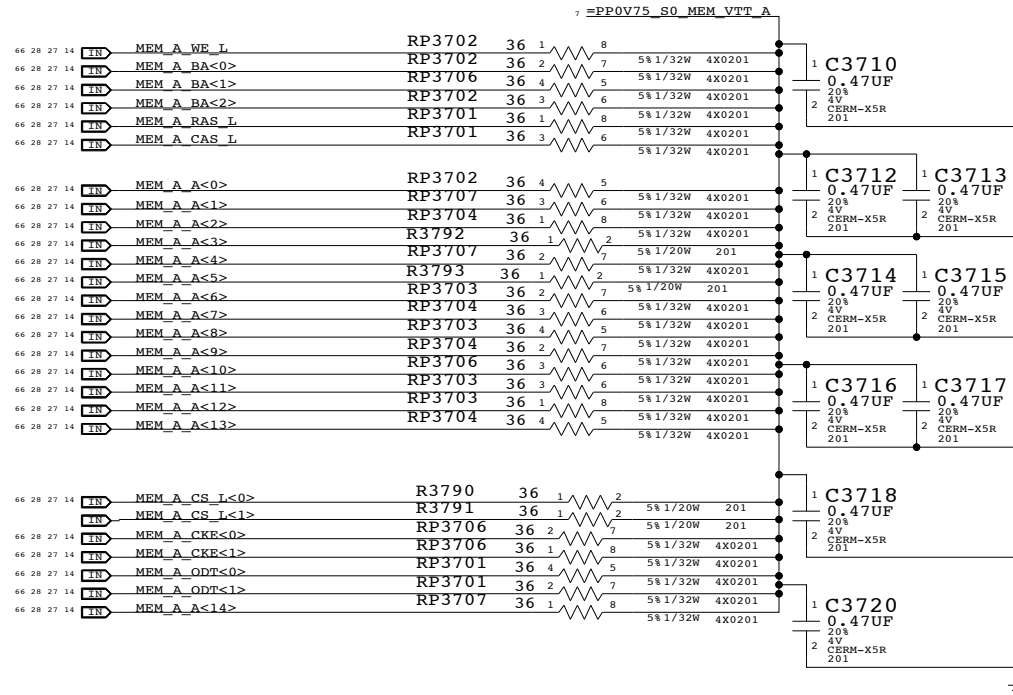 7 =PP0V75_S0_MEM_VTT_A
66 28 27 14 IN MEM_A_WE_L RP3702 36 1 8 5% 1/32W 4X0201
66 28 27 14 IN MEM_A_BA<0> RP3702 36 2 7 5% 1/32W 4X0201
66 28 27 14 IN MEM_A_BA<1> RP3706 36 4 5 5% 1/32W 4X0201
66 28 27 14 IN MEM_A_BA<2> RP3702 36 3 6 5% 1/32W 4X0201
66 28 27 14 IN MEM_A_RAS_L RP3701 36 1 8 5% 1/32W 4X0201
66 28 27 14 IN MEM_A_CAS_L RP3701 36 3 6 5% 1/32W 4X0201
1 C3710
0.47UF
20%
4V
2 CERM-X5R
201
66 28 27 14 IN MEM_A_A<0> RP3702 36 4 5 5% 1/32W 4X0201
66 28 27 14 IN MEM_A_A<1> RP3707 36 3 6 5% 1/32W 4X0201
66 28 27 14 IN MEM_A_A<2> RP3704 36 1 8 5% 1/32W 4X0201
66 28 27 14 IN MEM_A_A<3> R3792 36 1 2 5% 1/20W 201
66 28 27 14 IN MEM_A_A<4> RP3707 36 2 7 5% 1/32W 4X0201
66 28 27 14 IN MEM_A_A<5> R3793 36 1 2 5% 1/20W 201
66 28 27 14 IN MEM_A_A<6> RP3703 36 2 7 5% 1/32W 4X0201
66 28 27 14 IN MEM_A_A<7> RP3704 36 3 6 5% 1/32W 4X0201
66 28 27 14 IN MEM_A_A<8> RP3703 36 4 5 5% 1/32W 4X0201
66 28 27 14 IN MEM_A_A<9> RP3704 36 2 7 5% 1/32W 4X0201
66 28 27 14 IN MEM_A_A<10> RP3706 36 3 6 5% 1/32W 4X0201
66 28 27 14 IN MEM_A_A<11> RP3703 36 3 6 5% 1/32W 4X0201
66 28 27 14 IN MEM_A_A<12> RP3703 36 1 8 5% 1/32W 4X0201
66 28 27 14 IN MEM_A_A<13> RP3704 36 4 5 5% 1/32W 4X0201
1 C3712 1 C3713
0.47UF 0.47UF
20% 20%
4V 4V
2 CERM-X5R 2 CERM-X5R
201 201
1 C3714 1 C3715
0.47UF 0.47UF
20% 20%
4V 4V
2 CERM-X5R 2 CERM-X5R
201 201
1 C3716 1 C3717
0.47UF 0.47UF
20% 20%
4V 4V
2 CERM-X5R 2 CERM-X5R
201 201
66 28 27 14 IN MEM_A_CS_L<0> R3790 36 1 2 5% 1/20W 201
IN MEM_A_CS_L<1> R3791 36 1 2 5% 1/20W 201
66 28 27 14 IN MEM_A_CKE<0> RP3706 36 2 7 5% 1/32W 4X0201
66 28 27 14 IN MEM_A_CKE<1> RP3706 36 1 8 5% 1/32W 4X0201
66 28 27 14 IN MEM_A_ODT<0> RP3701 36 4 5 5% 1/32W 4X0201
66 28 27 14 IN MEM_A_ODT<1> RP3701 36 2 7 5% 1/32W 4X0201
66 28 27 14 IN MEM_A_A<14> RP3707 36 1 8 5% 1/32W 4X0201
1 C3718
0.47UF
20%
4V
2 CERM-X5R
201
1 C3720
0.47UF
20%
4V
2 CERM-X5R
201